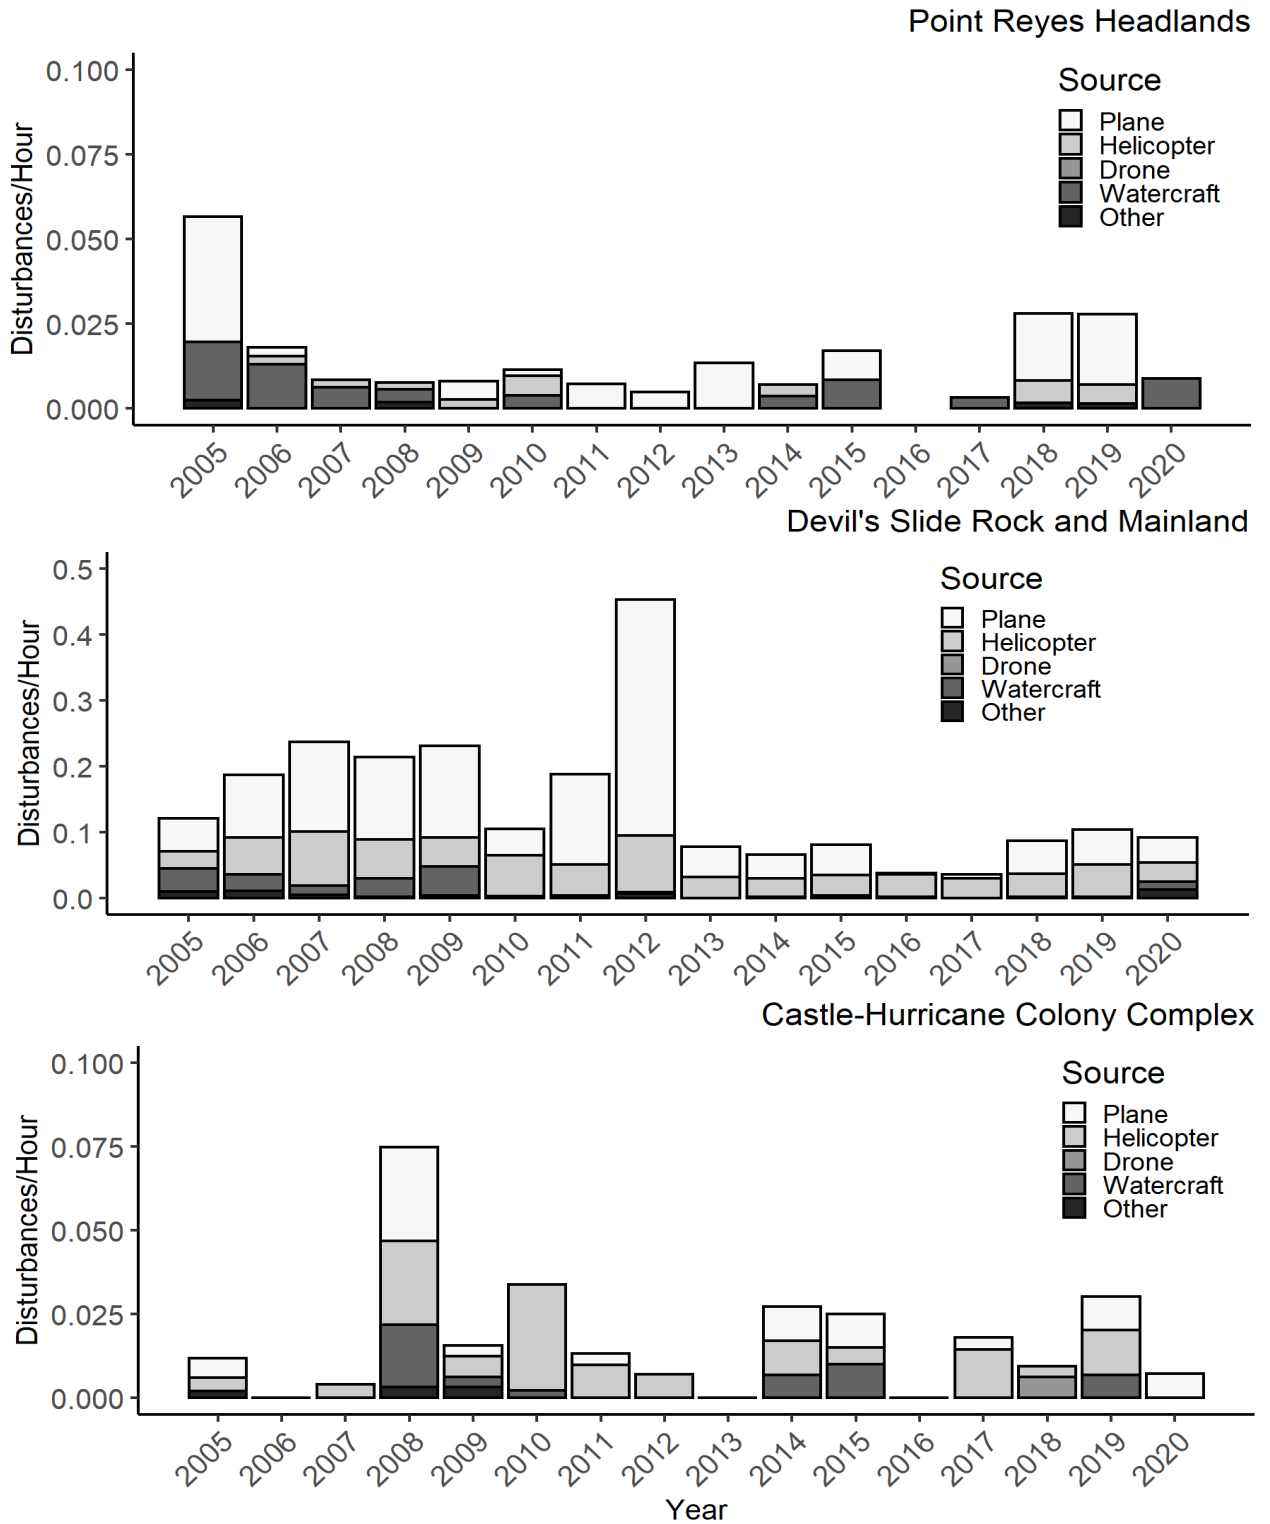 Point Reyes Headlands
Disturbances/Hour
0.100
0.075
0.050
0.025
0.000
Source
Plane
Helicopter
Drone
Watercraft
Other
2005 2006 2007 2008 2009 2010 2011 2012 2013 2014 2015 2016 2017 2018 2019 2020
Devil's Slide Rock and Mainland
Disturbances/Hour
0.5
0.4
0.3
0.2
0.1
0.0
Source
Plane
Helicopter
Drone
Watercraft
Other
2005 2006 2007 2008 2009 2010 2011 2012 2013 2014 2015 2016 2017 2018 2019 2020
Castle-Hurricane Colony Complex
Disturbances/Hour
0.100
0.075
0.050
0.025
0.000
Source
Plane
Helicopter
Drone
Watercraft
Other
2005 2006 2007 2008 2009 2010 2011 2012 2013 2014 2015 2016 2017 2018 2019 2020
Year